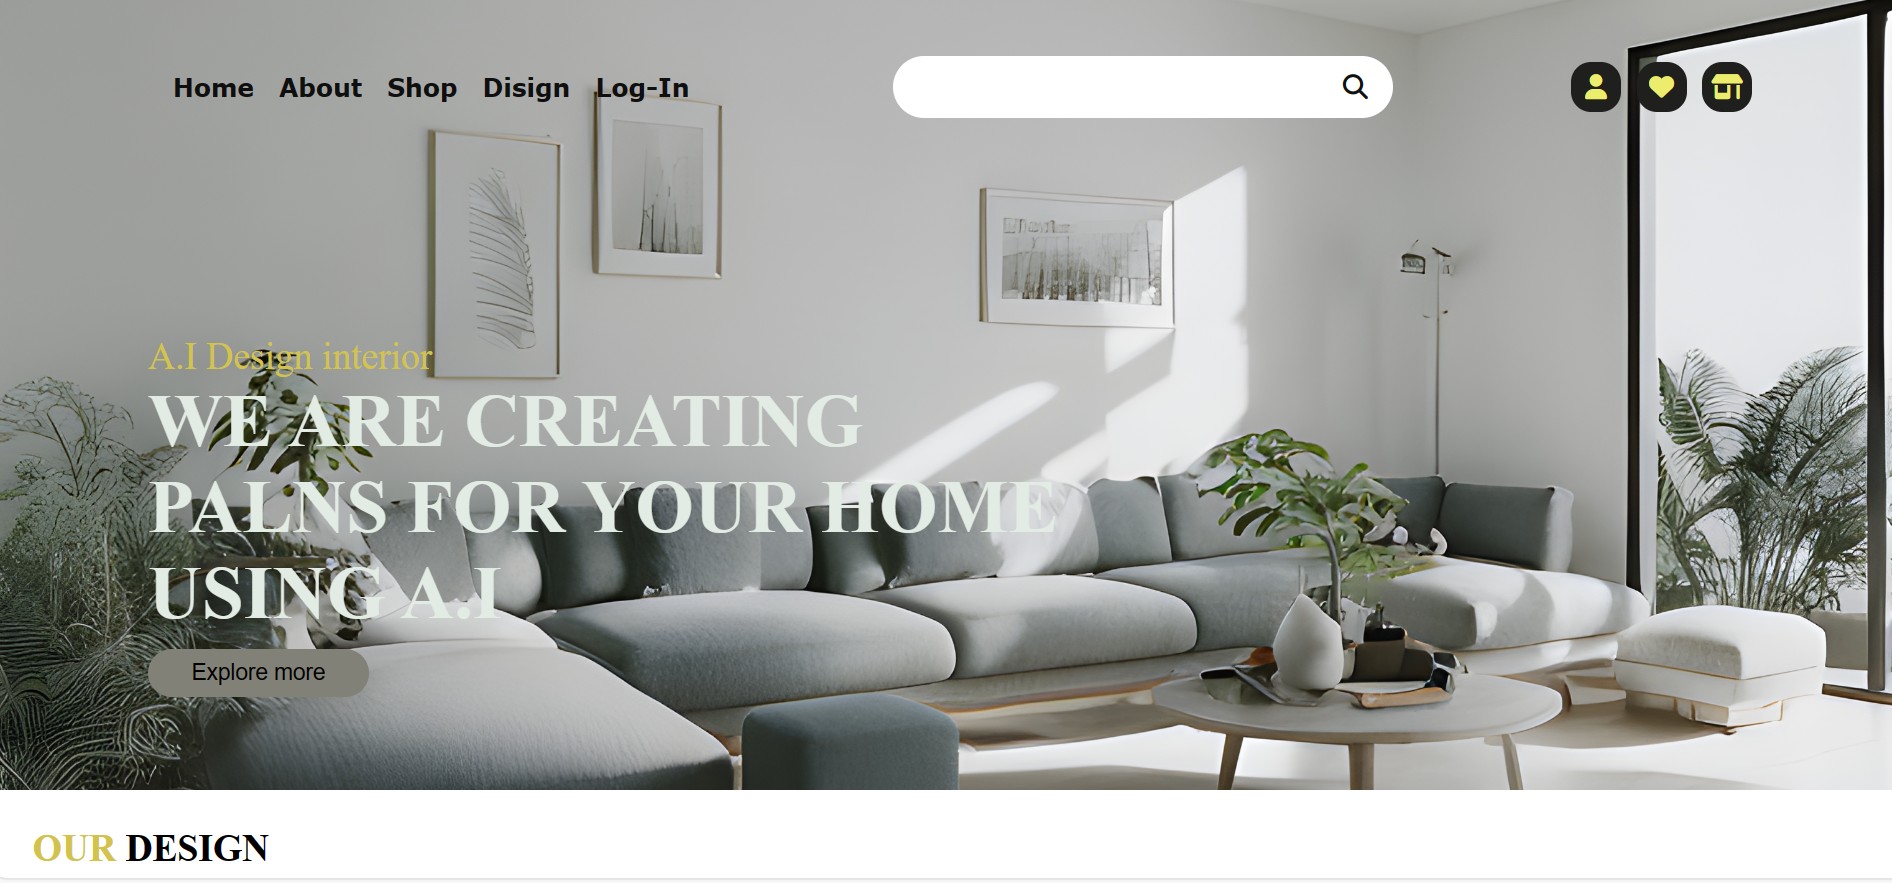 Home About Shop Disign Log-In
A.I Design interior
WE ARE CREATING
PALNS FOR YOUR HOME
USING A.I
Explore more
OUR DESIGN